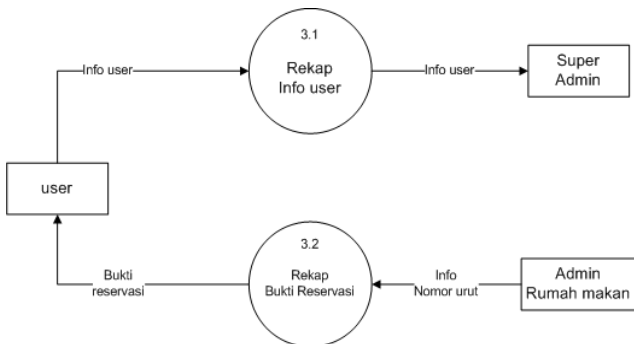 3.1
Rekap
Info user
Info user
Info user
Super
Admin
user
3.2
Rekap
Bukti Reservasi
Bukti
reservasi
Info
Nomor urut
Admin
Rumah makan